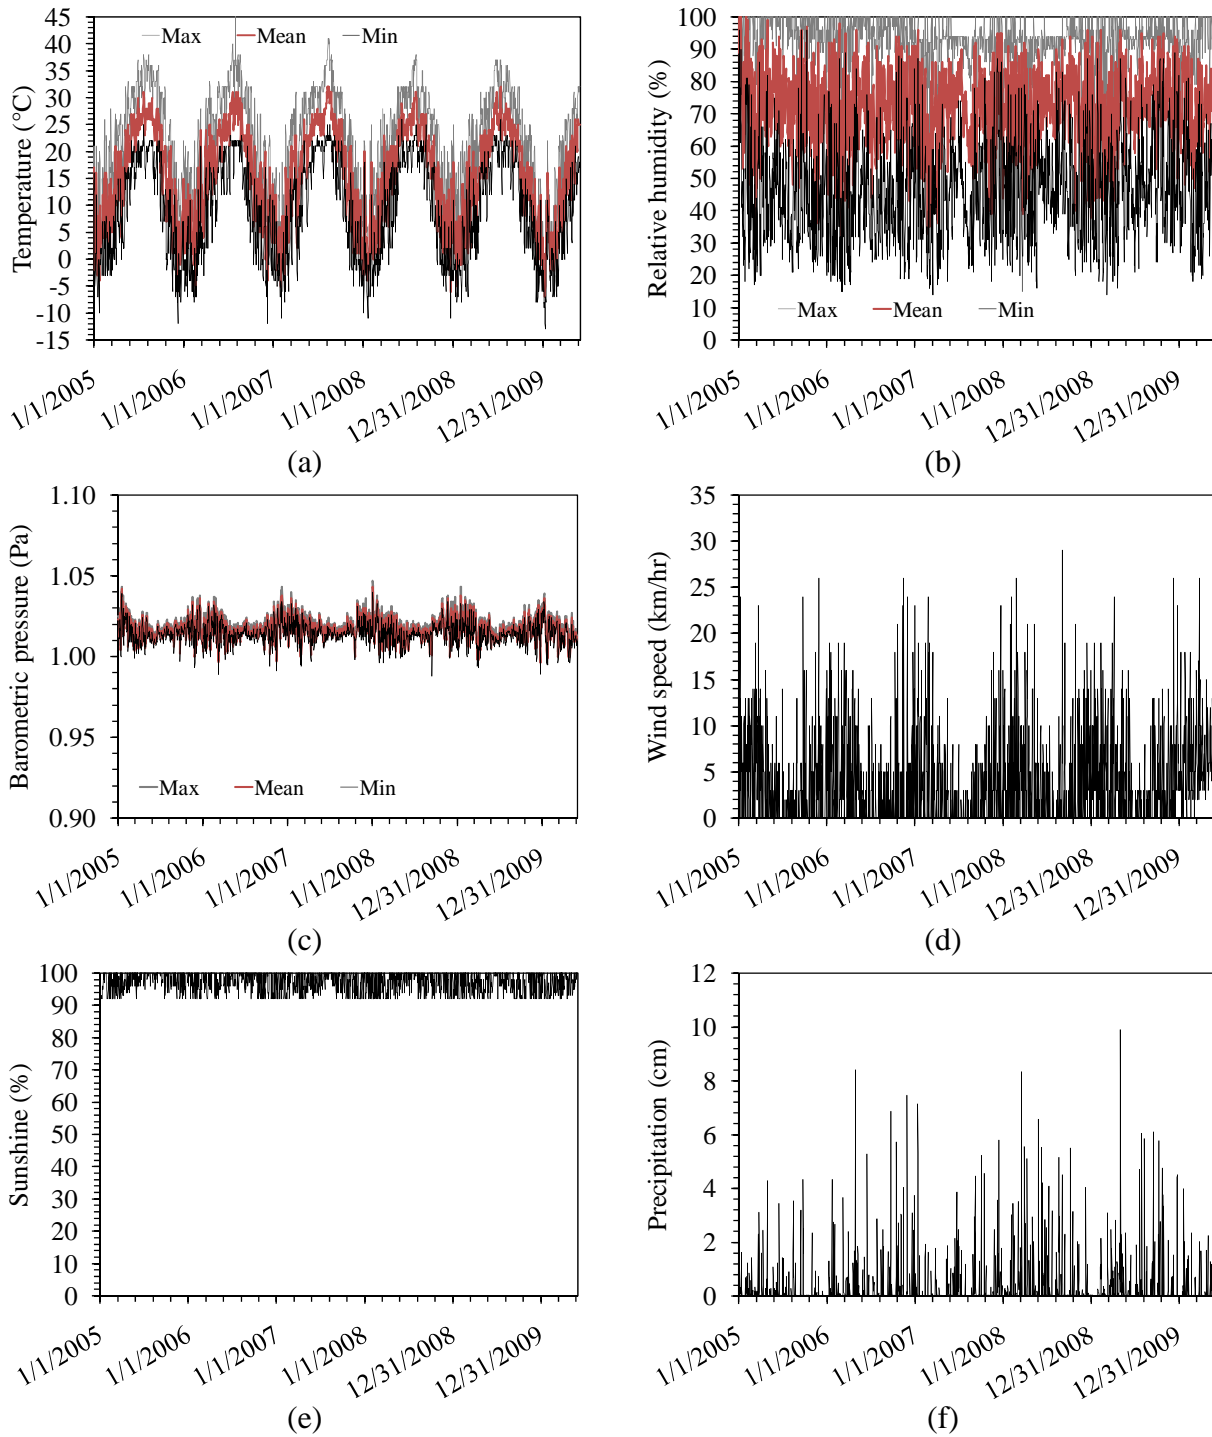 45
40
35
30
25
20
15
10
5
0
-5
-10
-15
Temperature (°C)
Max Mean Min
1/1/2005 1/1/2006 1/1/2007 1/1/2008 12/31/2008 12/31/2009
(a)
100
90
80
70
60
50
40
30
20
10
0
Relative humidity (%)
Max Mean Min
1/1/2005 1/1/2006 1/1/2007 1/1/2008 12/31/2008 12/31/2009
(b)
1.10
1.05
1.00
0.95
0.90
Barometric pressure (Pa)
Max Mean Min
1/1/2005 1/1/2006 1/1/2007 1/1/2008 12/31/2008 12/31/2009
(c)
35
30
25
20
15
10
5
0
Wind speed (km/hr)
1/1/2005 1/1/2006 1/1/2007 1/1/2008 12/31/2008 12/31/2009
(d)
100
90
80
70
60
50
40
30
20
10
0
Sunshine (%)
1/1/2005 1/1/2006 1/1/2007 1/1/2008 12/31/2008 12/31/2009
(e)
12
10
8
6
4
2
0
Precipitation (cm)
1/1/2005 1/1/2006 1/1/2007 1/1/2008 12/31/2008 12/31/2009
(f)